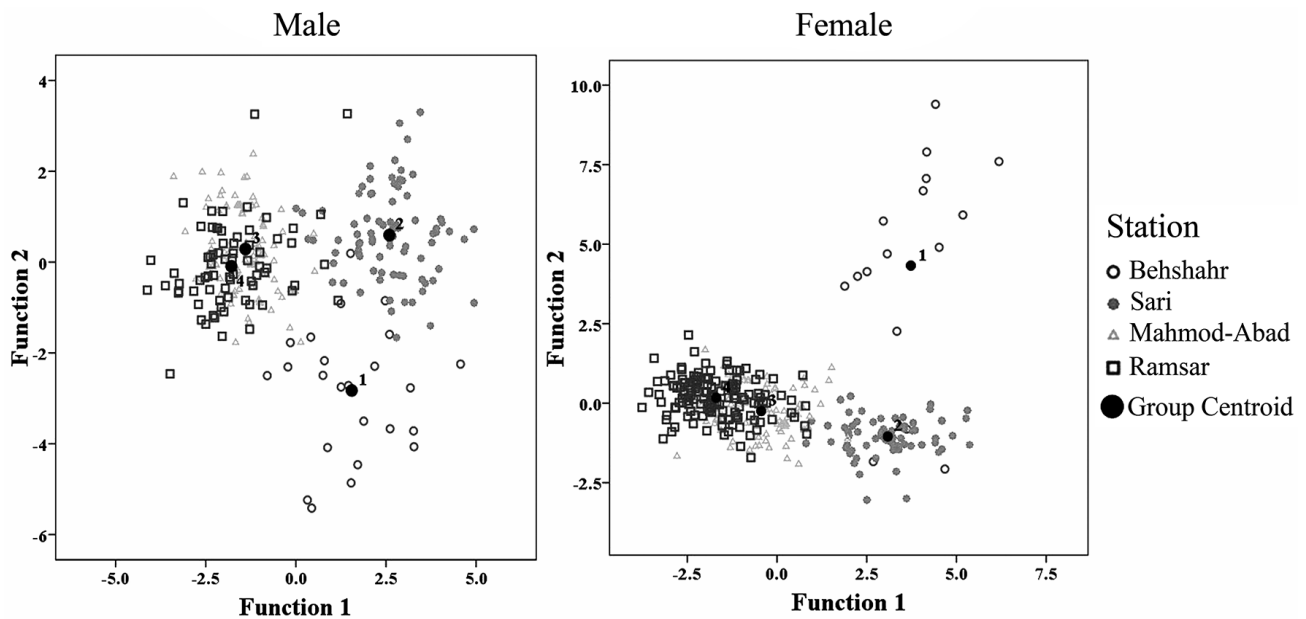 Male
Female
4
2
0
-2
-4
-6
Function 2
-5.0
-2.5
0.0
2.5
5.0
Function 1
1
2
3
4
10.0
7.5
5.0
2.5
0.0
-2.5
Function 2
-2.5
0.0
2.5
5.0
7.5
Function 1
1
2
3
4
Station
Behshahr
Sari
Mahmod-Abad
Ramsar
Group Centroid